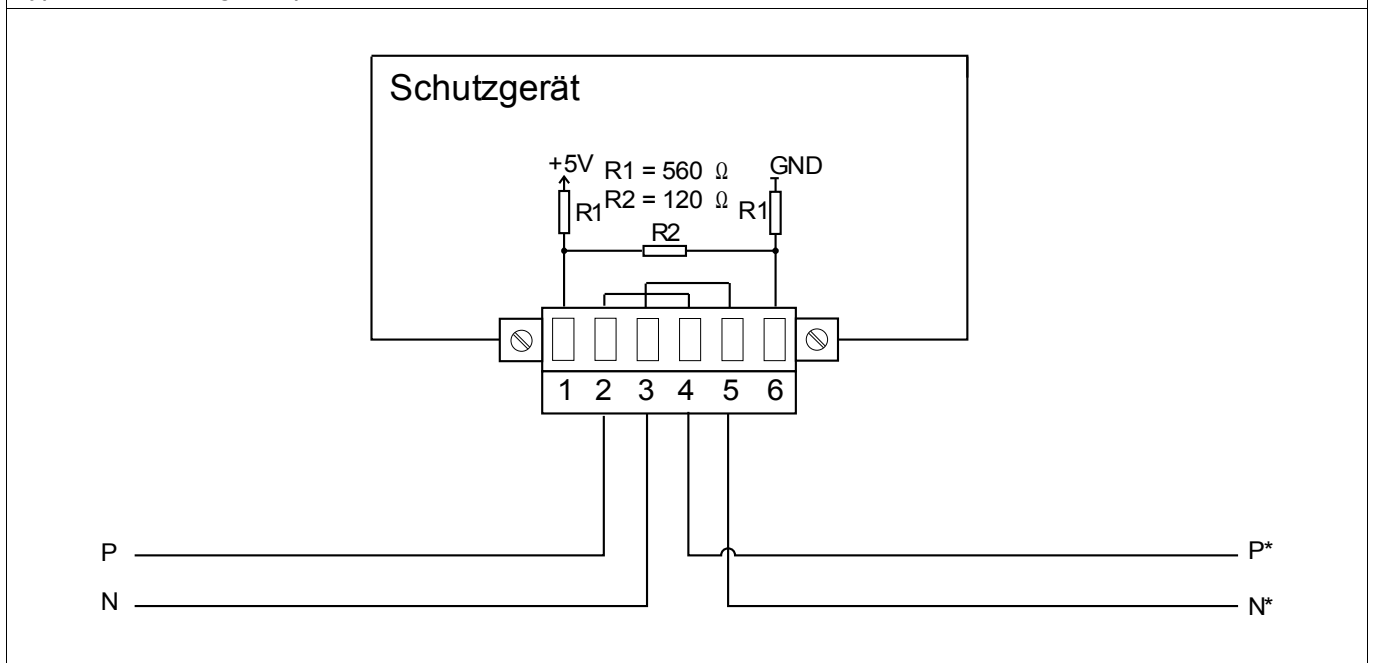 Schutzgerät
+5V R1 = 560 Ω GND
R1 R2 = 120 Ω R1
R2
1 2 3 4 5 6
P P*
N N*